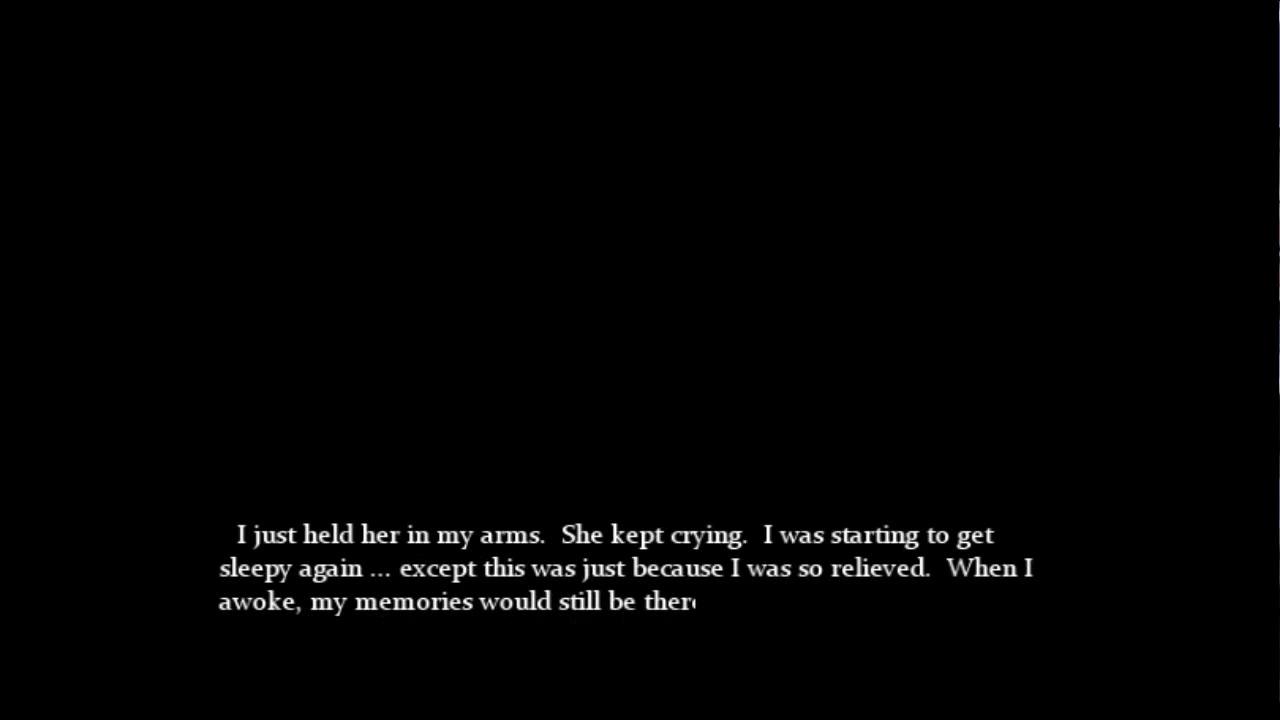 I just held her in my arms.  She kept crying.  I was starting to get
sleepy again ... except this was just because I was so relieved.  When I
awoke, my memories would still be there